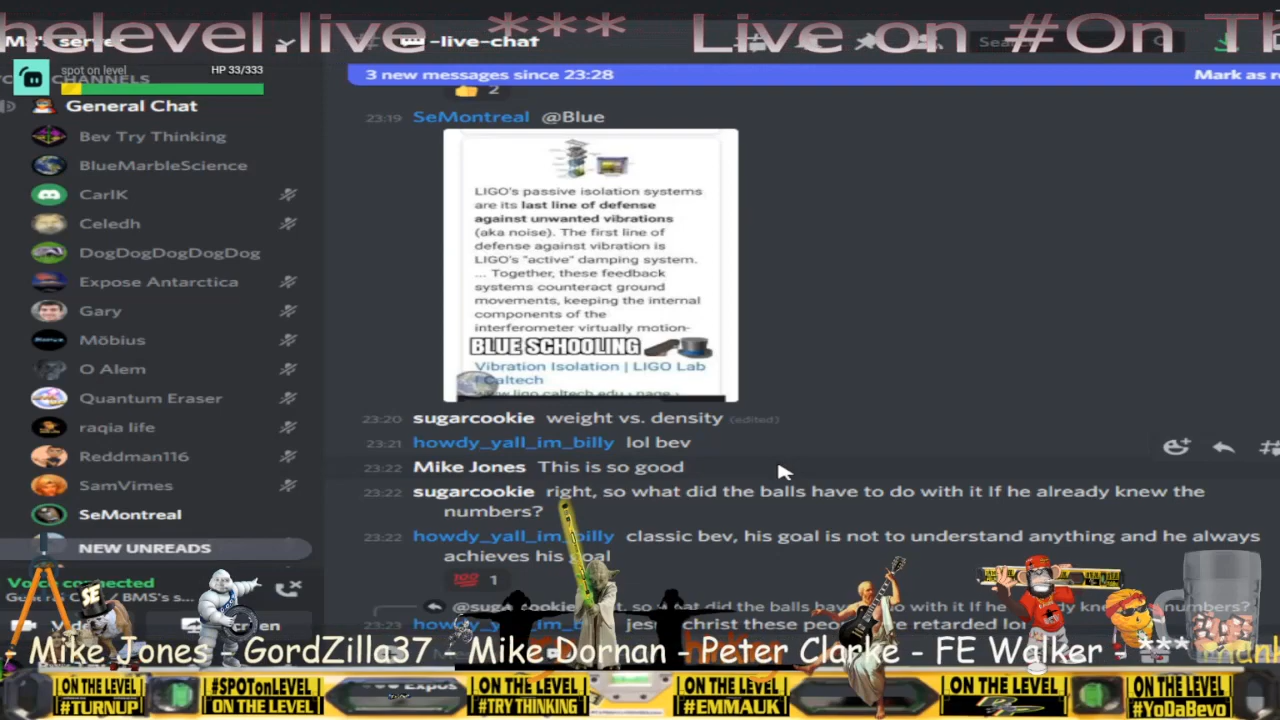 helevel.live *** Live on #On Th
MS's server
-live-chat
3 new messages since 23:28
Mark as re
spot on level
HP 33/333
CHANNELS
General Chat
Bev Try Thinking
BlueMarbleScience
CarlK
Celedh
DogDogDogDogDog
Expose Antarctica
Gary
Möbius
O Alem
Quantum Eraser
raqia life
Reddman116
SamVimes
SeMontreal
NEW UNREADS
Voice connected
2
23:19 SeMontreal @Blue
LIGO's passive isolation systems
are its last line of defense
against unwanted vibrations
(aka noise). The first line of
defense against vibration is
LIGO's "active" damping system.
... Together, these feedback
systems counteract ground
movements, keeping the internal
components of the
interferometer virtually motion-
BLUE SCHOOLING
Vibration Isolation | LIGO Lab
| Caltech
23:20 sugarcookie weight vs. density (edited)
23:21 howdy_yall_im_billy lol bev
23:22 Mike Jones This is so good
23:22 sugarcookie right, so what did the balls have to do with it If he already knew the
numbers?
23:22 howdy_yall_im_billy classic bev, his goal is not to understand anything and he always
achieves his goal
100 1
23:23
- Mike Jones - GordZilla37 - Mike Dornan - Peter Clarke - FE Walker - ***
ON THE LEVEL
#TURNUP
#SPOTonLEVEL
ON THE LEVEL
ON THE LEVEL
#TRY THINKING
ON THE LEVEL
#EMMAUK
ON THE LEVEL
ON THE LEVEL
#YoDaBevo